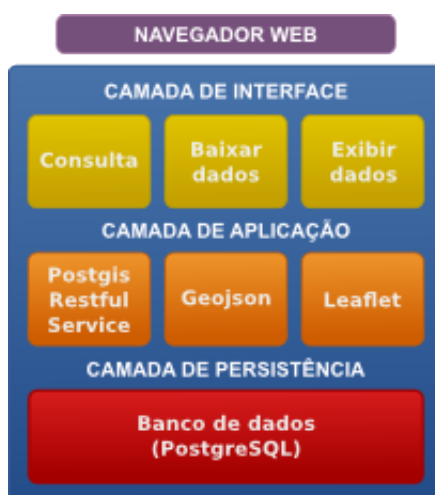 NAVEGADOR WEB
CAMADA DE INTERFACE
Consulta
Baixar
dados
Exibir
dados
CAMADA DE APLICAÇÃO
Postgis
Restful
Service
Geojson
Leaflet
CAMADA DE PERSISTÊNCIA
Banco de dados
(PostgreSQL)